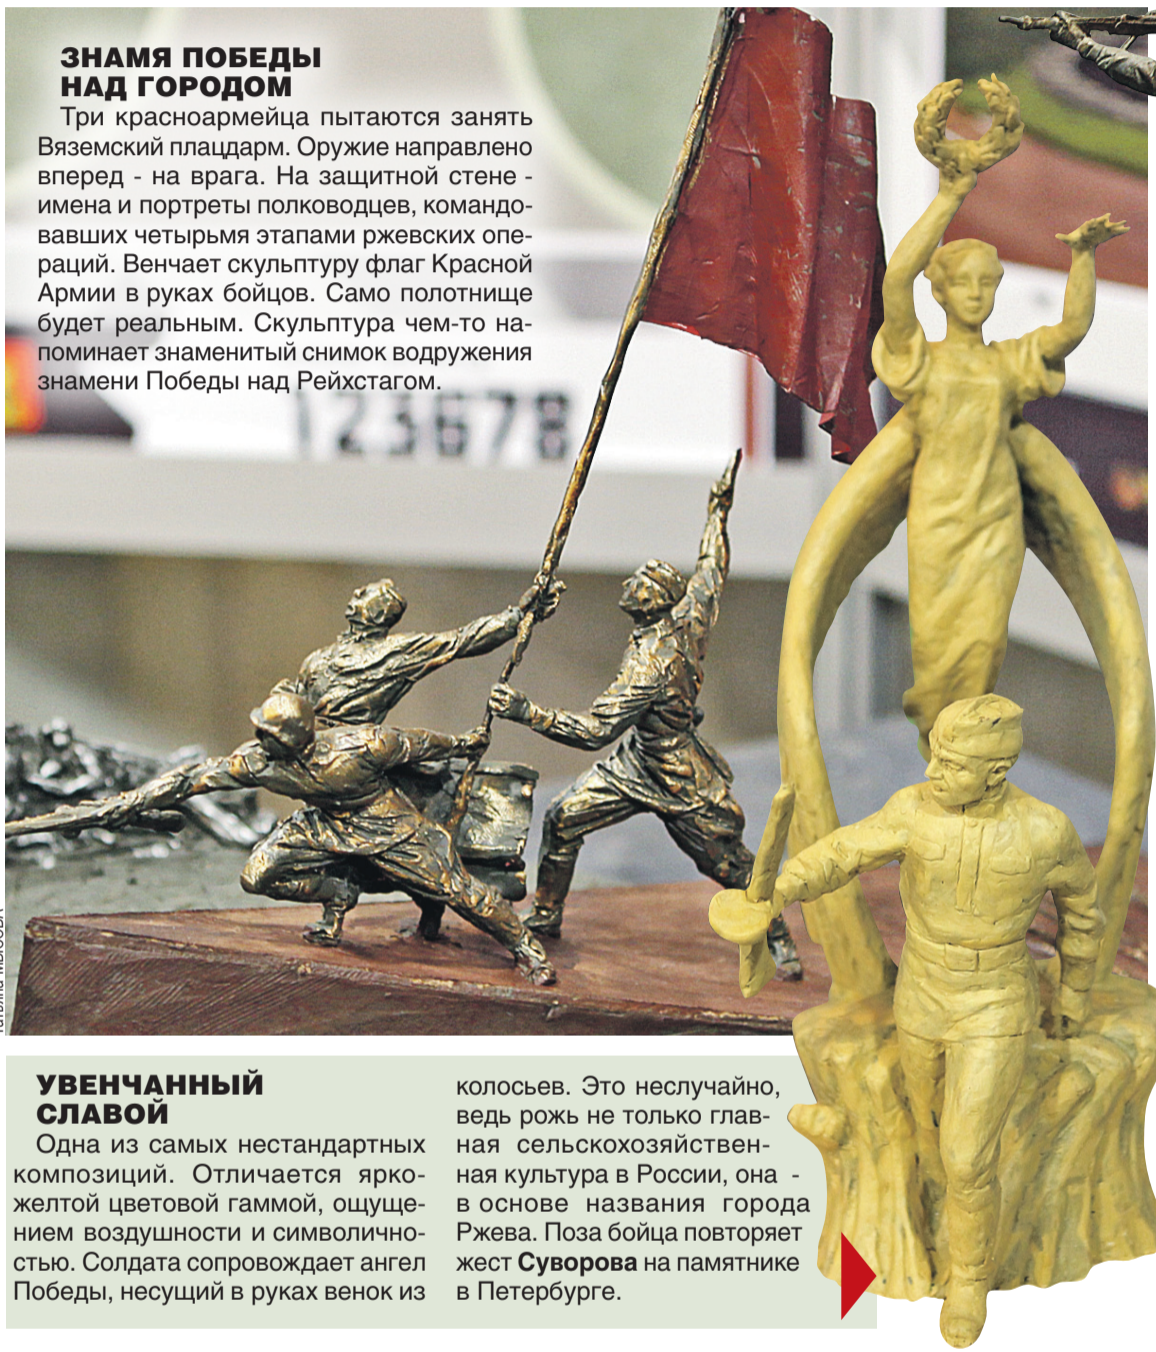 ЗНАМЯ ПОБЕДЫ
НАД ГОРОДОМ
Три красноармейца пытаются занять
Вяземский плацдарм. Оружие направлено
вперед - на врага. На защитной стене -
имена и портреты полководцев, командо-
вавших четырьмя этапами ржевских опе-
раций. Венчает скульптуру флаг Красной
Армии в руках бойцов. Само полотнище
будет реальным. Скульптура чем-то на-
поминает знаменитый снимок водружения
знамени Победы над Рейхстагом.
123678
УВЕНЧАННЫЙ
СЛАВОЙ
Одна из самых нестандартных
композиций. Отличается ярко-
желтой цветовой гаммой, ощуще-
нием воздушности и символично-
стью. Солдата сопровождает ангел
Победы, несущий в руках венок из
колосьев. Это неслучайно,
ведь рожь не только глав-
ная сельскохозяйствен-
ная культура в России, она -
в основе названия города
Ржева. Поза бойца повторяет
жест Суворова на памятнике
в Петербурге.